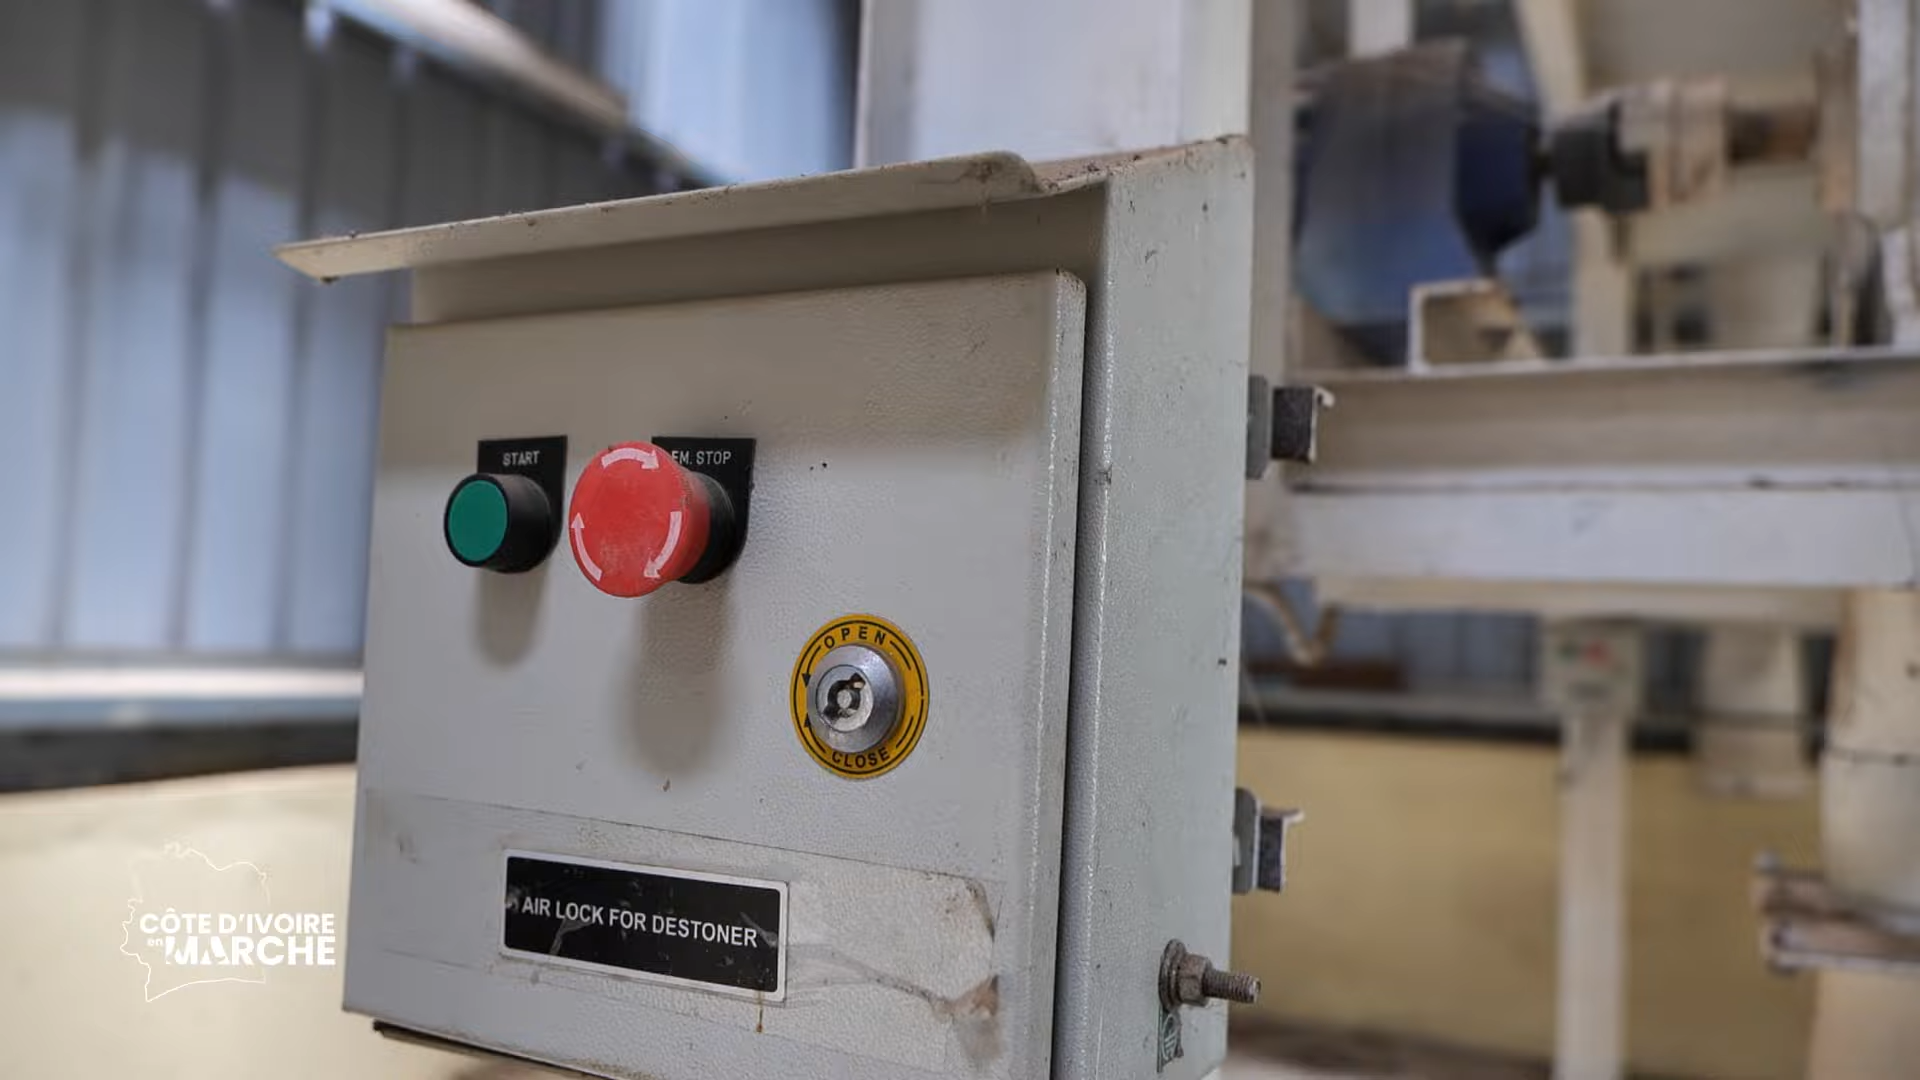 START
EM. STOP
OPEN
CLOSE
AIR LOCK FOR DESTONER
CÔTE D'IVOIRE
en MARCHE